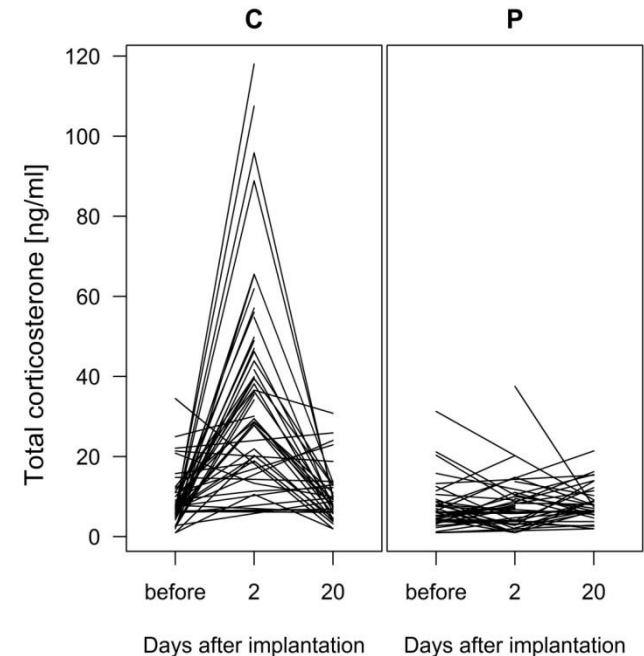 C P
Total corticosterone [ng/ml]
120
100
80
60
40
20
0
before 2 20 before 2 20
Days after implantation Days after implantation